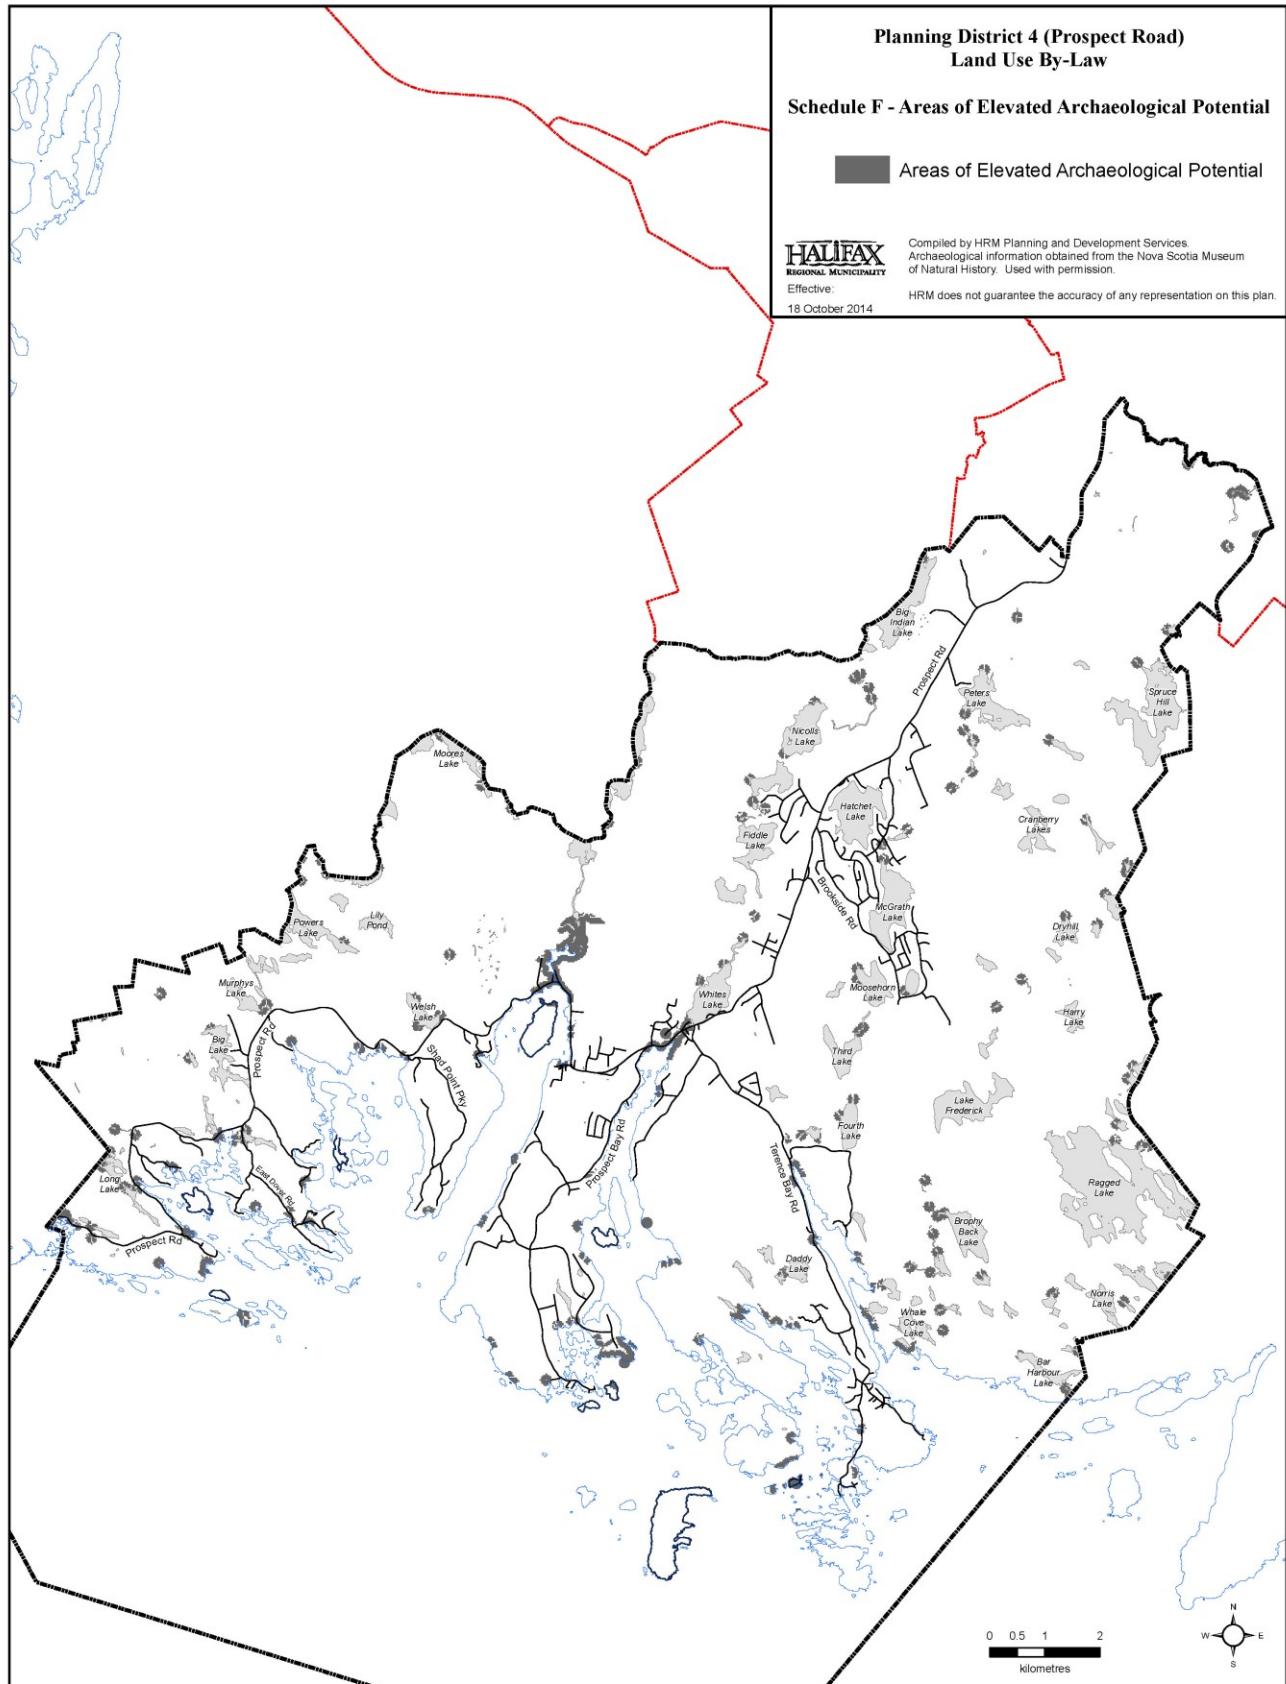 Planning District 4 (Prospect Road)
Land Use By-Law
Schedule F - Areas of Elevated Archaeological Potential
Areas of Elevated Archaeological Potential
HALIFAX
REGIONAL MUNICIPALITY
Compiled by HRM Planning and Development Services.
Archaeological information obtained from the Nova Scotia Museum
of Natural History. Used with permission.
Effective:
18 October 2014
HRM does not guarantee the accuracy of any representation on this plan.
Big
Indian
Lake
Prospect Rd
Peters
Lake
Spruce
Hill
Lake
Nicolls
Lake
Moores
Lake
Hatchet
Lake
Cranberry
Lakes
Fiddle
Lake
Brookside Rd
McGrath
Lake
Powers
Lake
Lily
Pond
Dryhill
Lake
Murphys
Lake
Moosehorn
Lake
Whites
Lake
Welsh
Lake
Harry
Lake
Big
Lake
Prospect Rd
Shad Point Pky
Third
Lake
Lake
Frederick
Fourth
Lake
Prospect Bay Rd
Terence Bay Rd
Long
Lake
East Dover Rd
Ragged
Lake
Brophy
Back
Lake
Prospect Rd
Daddy
Lake
Norris
Lake
Whale
Cove
Lake
Bar
Harbour
Lake
N
W E
S
0 0.5 1 2
kilometres